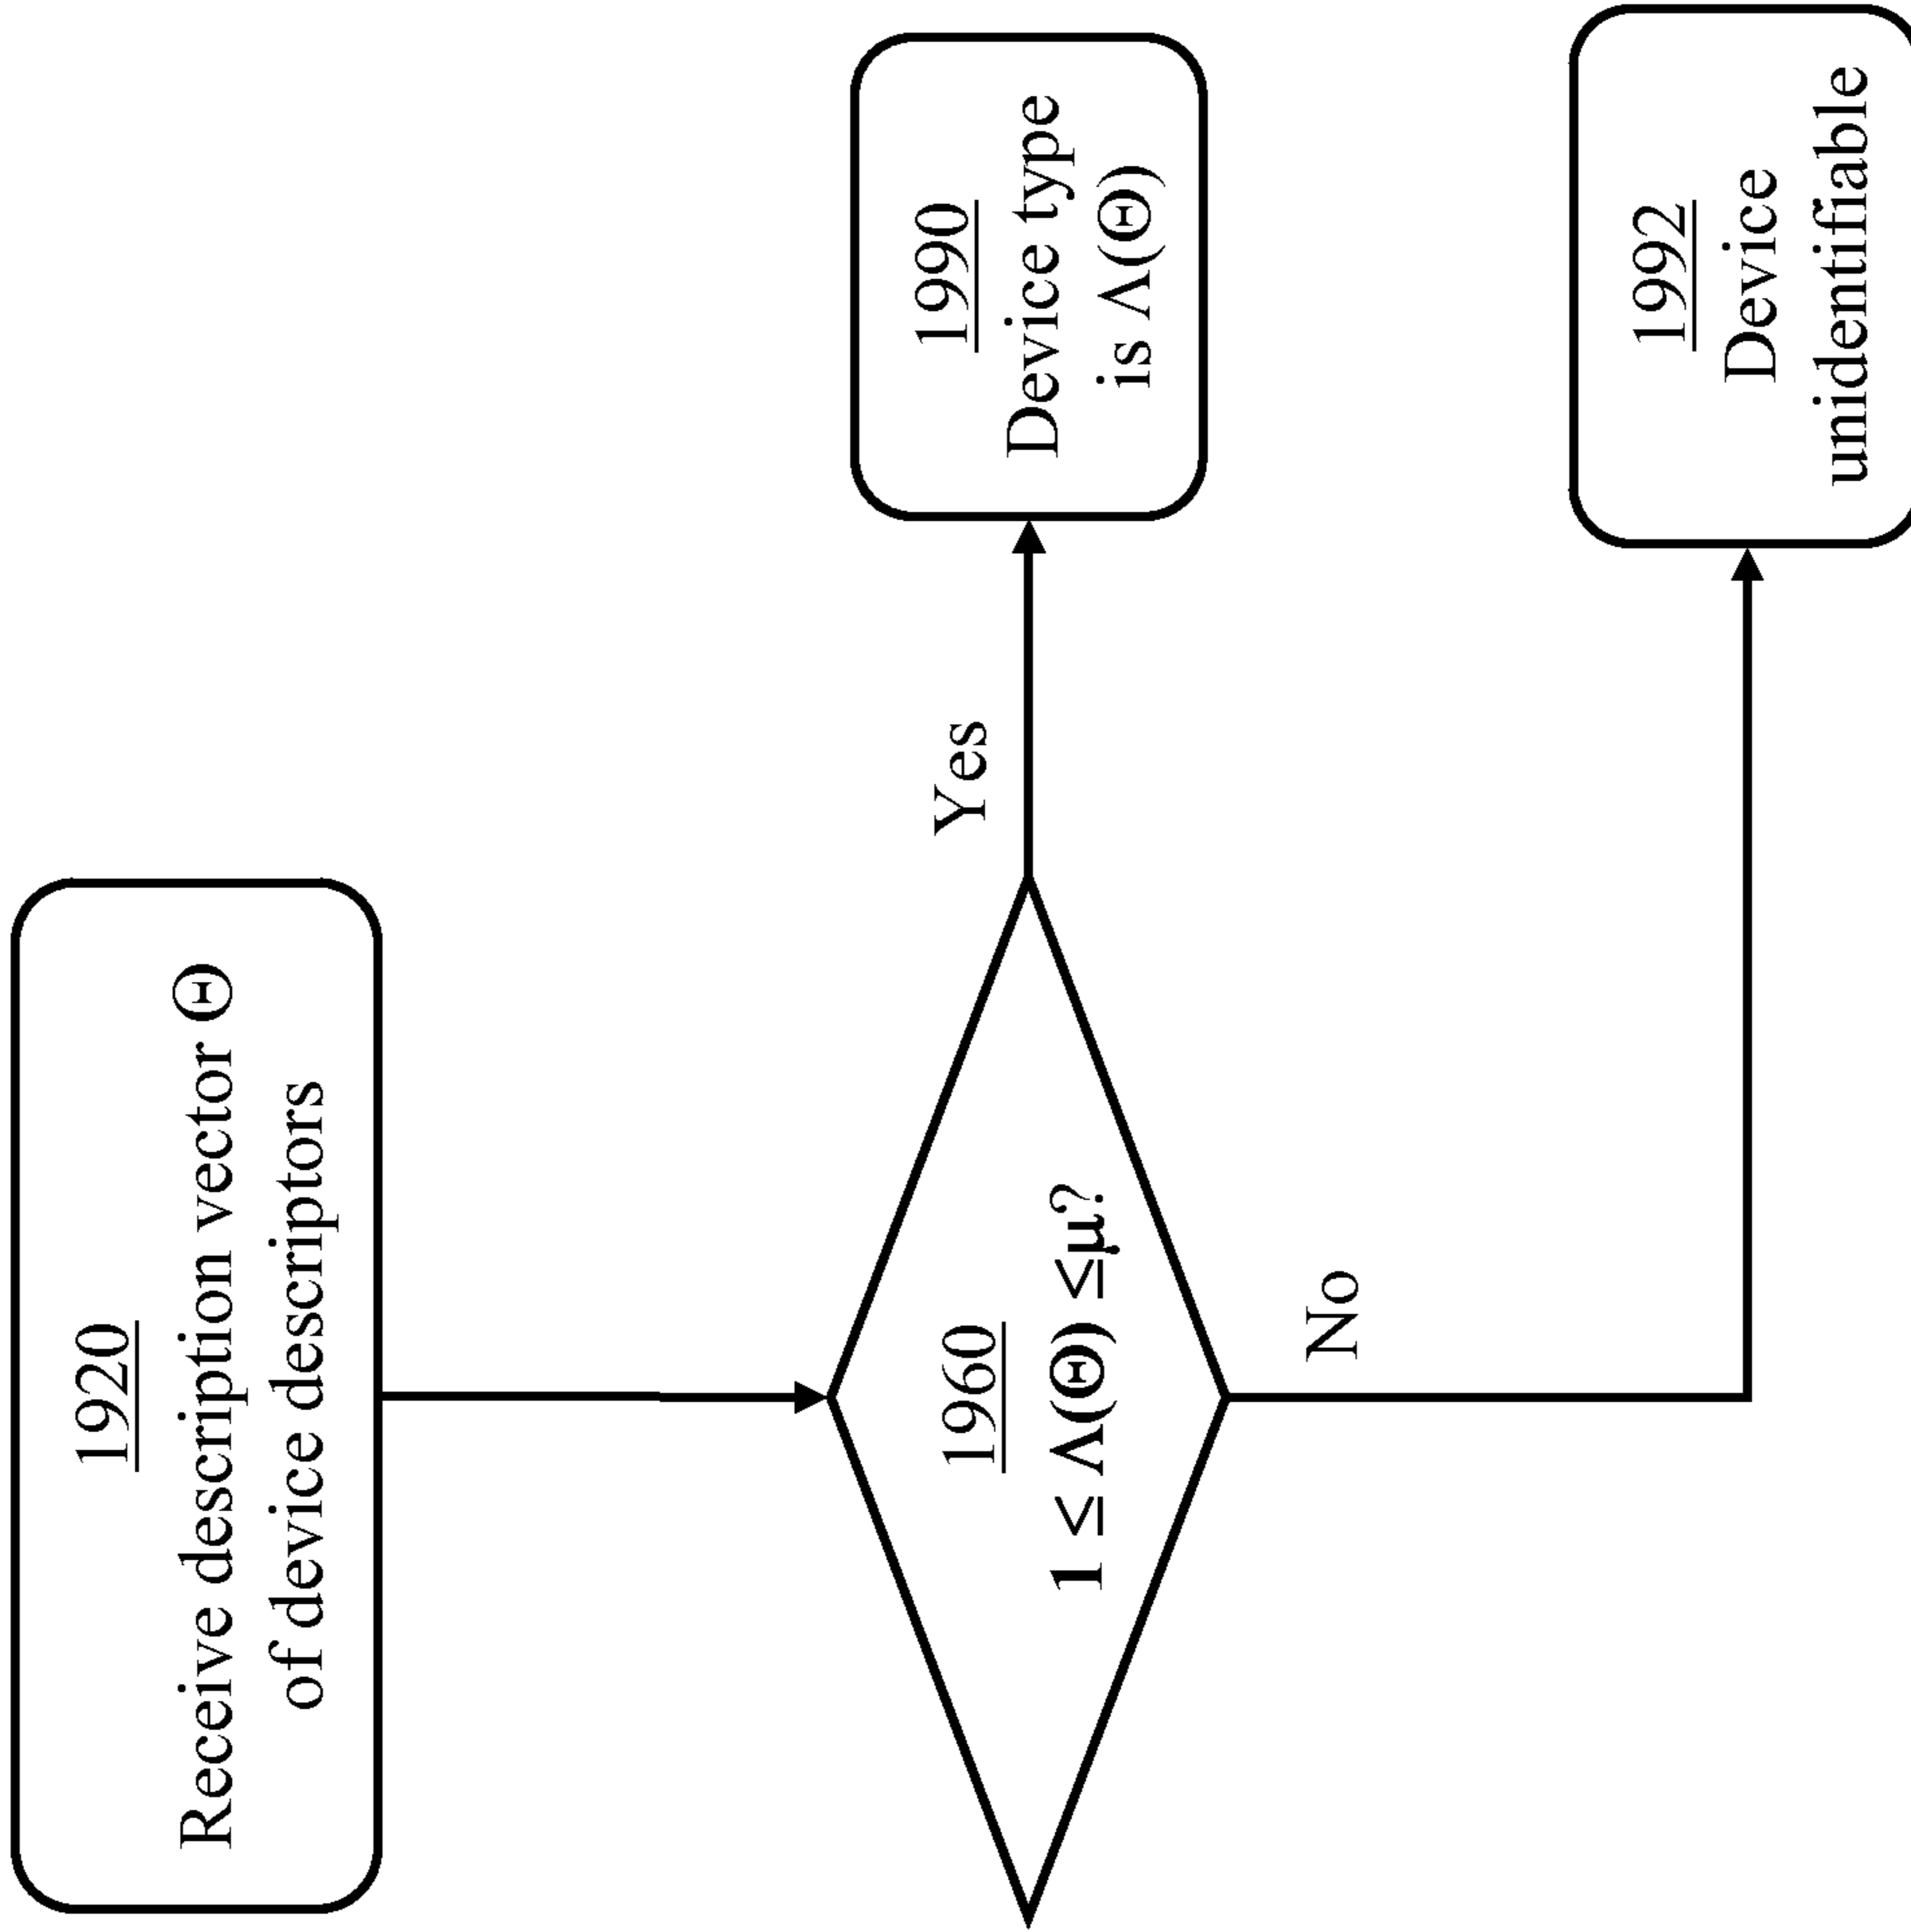 1920
Receive description vector Θ
of device descriptors
1960
1 ≤ Λ(Θ) ≤μ?
Yes
1990
Device type
is Λ(Θ)
No
1992
Device
unidentifiable